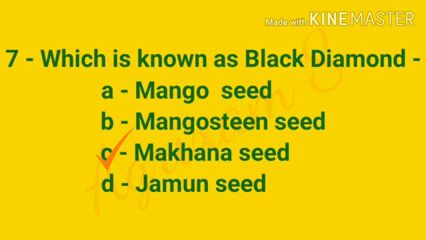 Made with KINEMASTER
7 - Which is known as Black Diamond -
a - Mango seed
b - Mangosteen seed
c - Makhana seed
d - Jamun seed